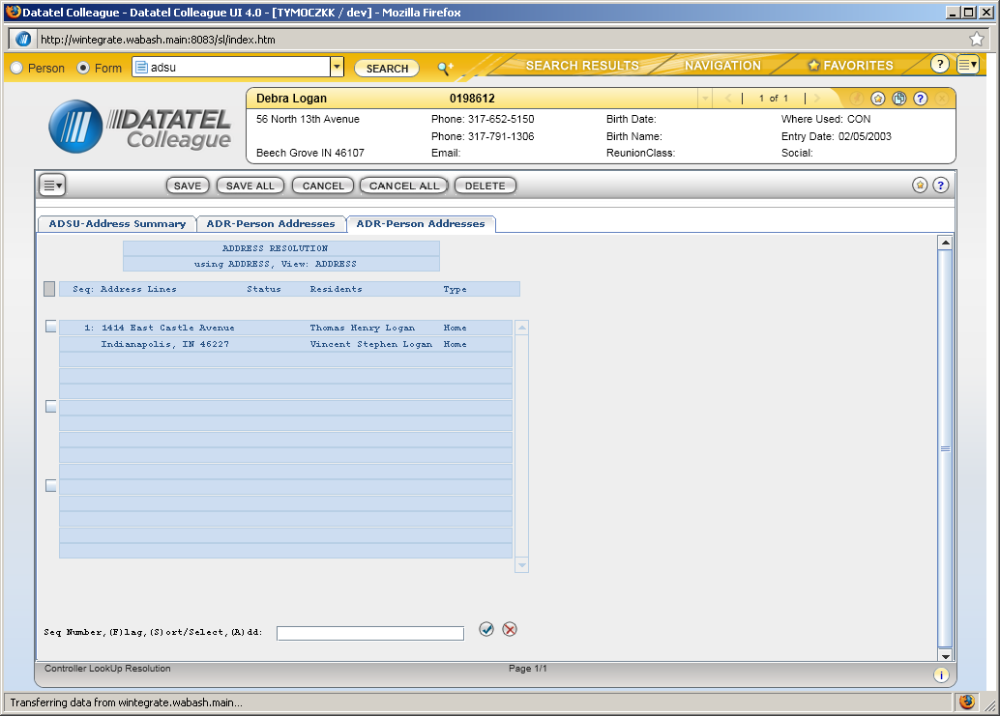 Datatel Colleague - Datatel Colleague UI 4.0 - [TYMOCZKK / dev] - Mozilla Firefox
http://wintegrate.wabash.main:8083/sl/index.htm
Person Form adsu SEARCH SEARCH RESULTS NAVIGATION FAVORITES ?
DATATEL
Colleague
Debra Logan 0198612 1 of 1 ?
56 North 13th Avenue Phone: 317-652-5150 Birth Date: Where Used: CON
Phone: 317-791-1306 Birth Name: Entry Date: 02/05/2003
Beech Grove IN 46107 Email: ReunionClass: Social:
SAVE SAVE ALL CANCEL CANCEL ALL DELETE ?
ADSU-Address Summary ADR-Person Addresses ADR-Person Addresses
ADDRESS RESOLUTION
using ADDRESS, View: ADDRESS
Seq: Address Lines Status Residents Type
1: 1414 East Castle Avenue Thomas Henry Logan Home
Indianapolis, IN 46227 Vincent Stephen Logan Home
Seq Number,(F)lag,(S)ort/Select,(A)dd:
Controller LookUp Resolution Page 1/1
i
Transferring data from wintegrate.wabash.main...